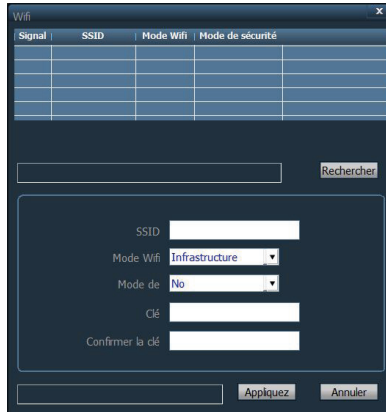 Wifi x
Signal SSID Mode Wifi Mode de sécurité
Rechercher
SSID
Mode Wifi Infrastructure
Mode de No
Clé
Confirmer la clé
Appliquez Annuler